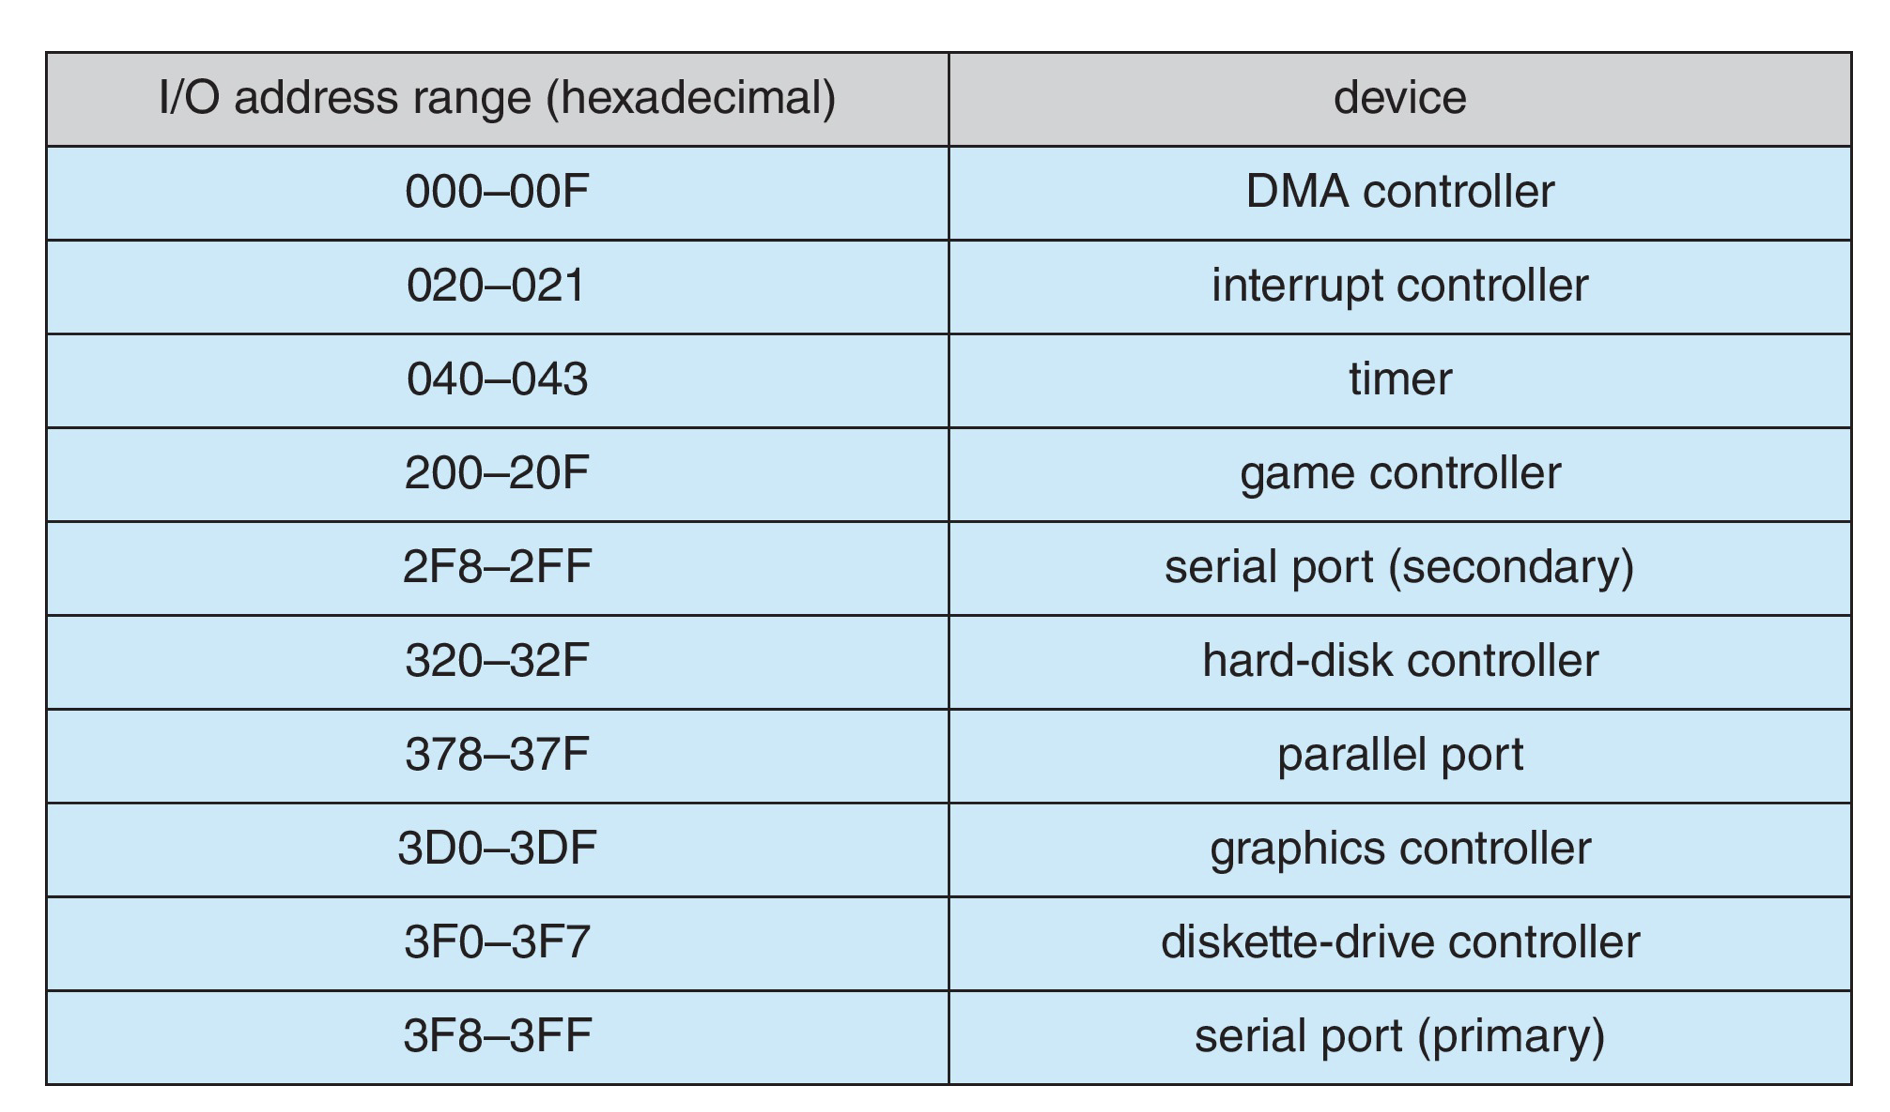 I/O address range (hexadecimal) device
000–00F DMA controller
020–021 interrupt controller
040–043 timer
200–20F game controller
2F8–2FF serial port (secondary)
320–32F hard-disk controller
378–37F parallel port
3D0–3DF graphics controller
3F0–3F7 diskette-drive controller
3F8–3FF serial port (primary)